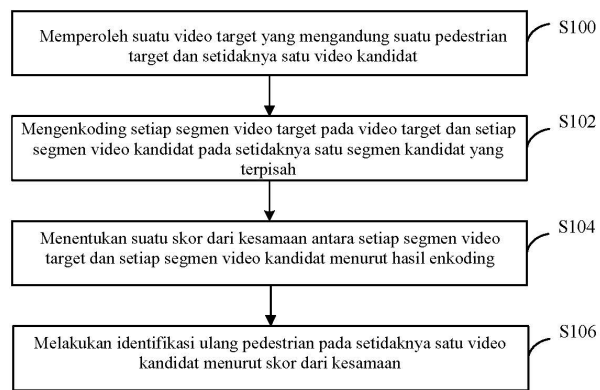 Memperoleh suatu video target yang mengandung suatu pedestrian
target dan setidaknya satu video kandidat
S100
Mengenkoding setiap segmen video target pada video target dan setiap
segmen video kandidat pada setidaknya satu segmen kandidat yang
terpisah
S102
Menentukan suatu skor dari kesamaan antara setiap segmen video
target dan setiap segmen video kandidat menurut hasil enkoding
S104
Melakukan identifikasi ulang pedestrian pada setidaknya satu video
kandidat menurut skor dari kesamaan
S106